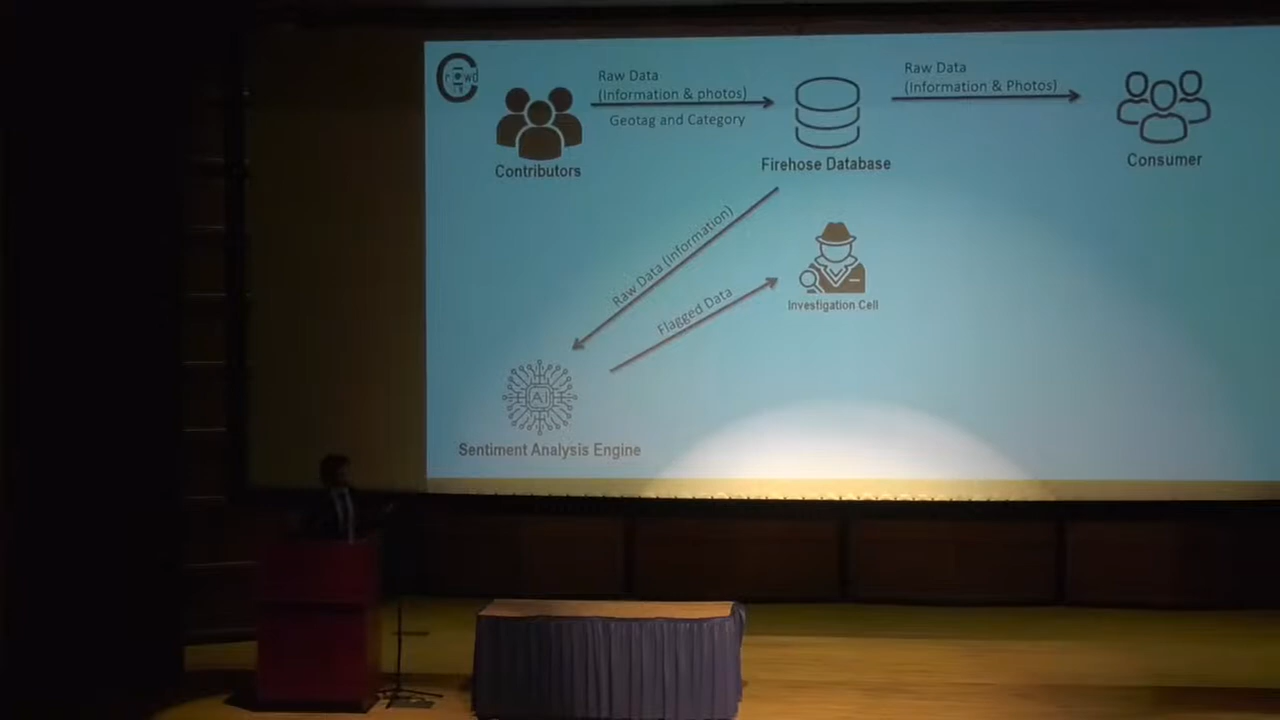 Raw Data
(Information & photos)
Geotag and Category
Contributors
Firehose Database
Raw Data
(Information & Photos)
Consumer
Raw Data (Information)
Flagged Data
Investigation Cell
AI
Sentiment Analysis Engine